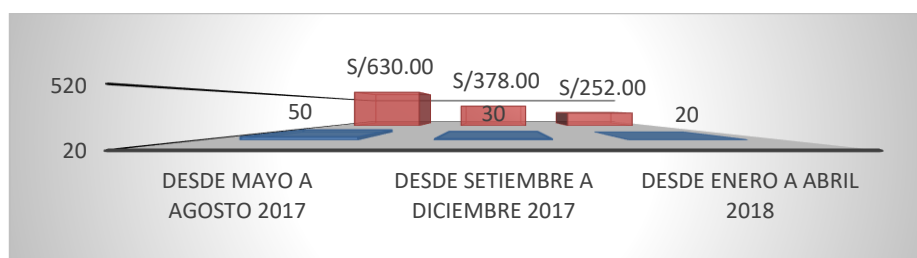 520
20
S/630.00
S/378.00
S/252.00
50
30
20
DESDE MAYO A
AGOSTO 2017
DESDE SETIEMBRE A
DICIEMBRE 2017
DESDE ENERO A ABRIL
2018